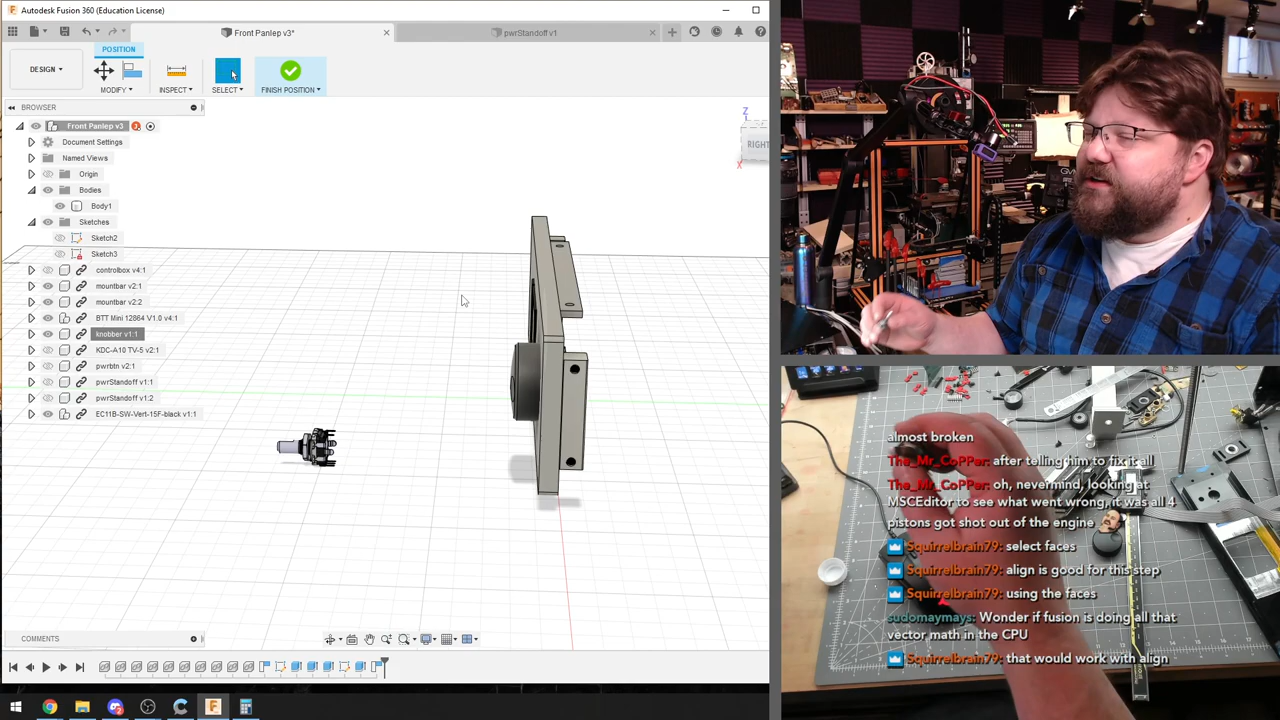 Autodesk Fusion 360 (Education License)
Front Panlep v3*
pwrStandoff v1
POSITION
DESIGN
MODIFY
INSPECT
SELECT
FINISH POSITION
BROWSER
Front Panlep v3
Document Settings
Named Views
Origin
Bodies
Body1
Sketches
Sketch2
Sketch3
controlbox v4:1
mountbar v2:1
mountbar v2:2
BTT Mini 12864 V1.0 v4:1
knobber v1:1
KDC-A10 TV-5 v2:1
pwrbtn v2:1
pwrStandoff v1:1
pwrStandoff v1:2
EC11B-SW-Vert-15F-black v1:1
Z
RIGHT
X
COMMENTS
almost broken
The_Mr_CoPPer: after telling him to fix it all
The_Mr_CoPPer: oh, nevermind, looking at
MSCEditor to see what went wrong, it was all 4
pistons got shot out of the engine
Squirrelbrain79: select faces
Squirrelbrain79: align is good for this step
Squirrelbrain79: using the faces
sudomaymays: Wonder if fusion is doing all that
vector math in the CPU
Squirrelbrain79: that would work with align